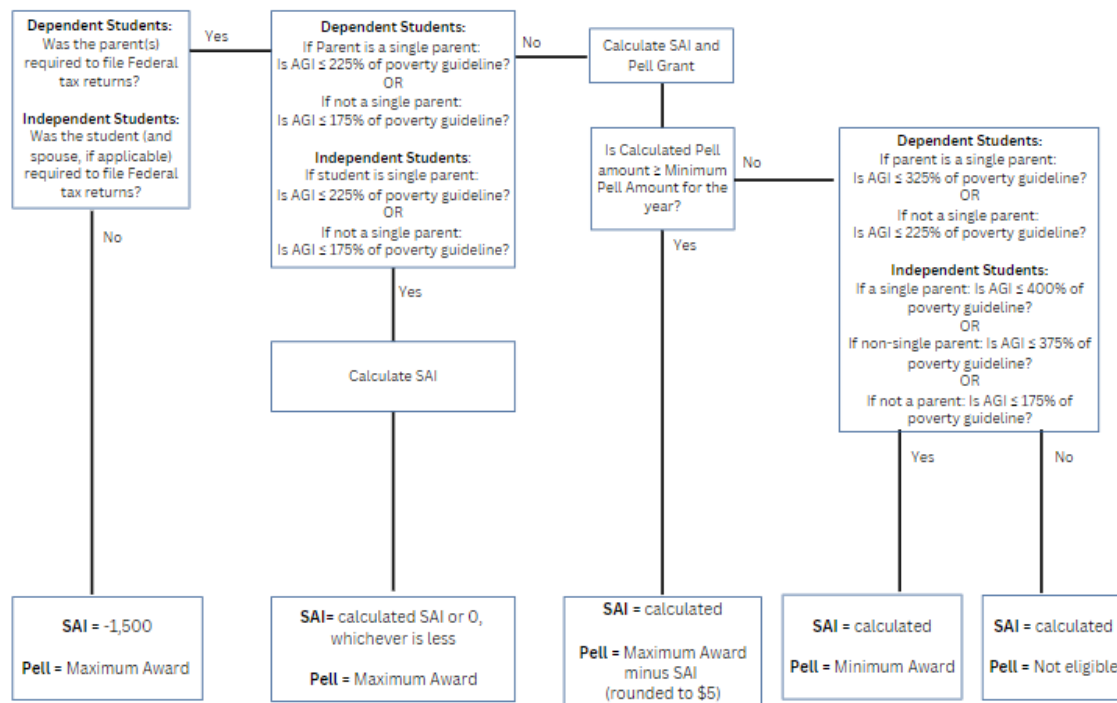 Dependent Students:
Was the parent(s)
required to file Federal
tax returns?
Independent Students:
Was the student (and
spouse, if applicable)
required to file Federal
tax returns?
Yes
No
Dependent Students:
If Parent is a single parent:
Is AGI ≤ 225% of poverty guideline?
OR
If not a single parent:
Is AGI ≤ 175% of poverty guideline?
Independent Students:
If student is single parent:
Is AGI ≤ 225% of poverty guideline?
OR
If not a single parent:
Is AGI ≤ 175% of poverty guideline?
No
Yes
Calculate SAI
Calculate SAI and
Pell Grant
Is Calculated Pell
amount ≥ Minimum
Pell Amount for the
year?
No
Yes
Dependent Students:
If parent is a single parent:
Is AGI ≤ 325% of poverty guideline?
OR
If not a single parent:
Is AGI ≤ 225% of poverty guideline?
Independent Students:
If a single parent: Is AGI ≤ 400% of
poverty guideline?
OR
If non-single parent: Is AGI ≤ 375% of
poverty guideline?
OR
If not a parent: Is AGI ≤ 175% of
poverty guideline?
Yes
No
SAI = -1,500
Pell = Maximum Award
SAI= calculated SAI or 0,
whichever is less
Pell = Maximum Award
SAI = calculated
Pell = Maximum Award
minus SAI
(rounded to $5)
SAI = calculated
Pell = Minimum Award
SAI = calculated
Pell = Not eligible